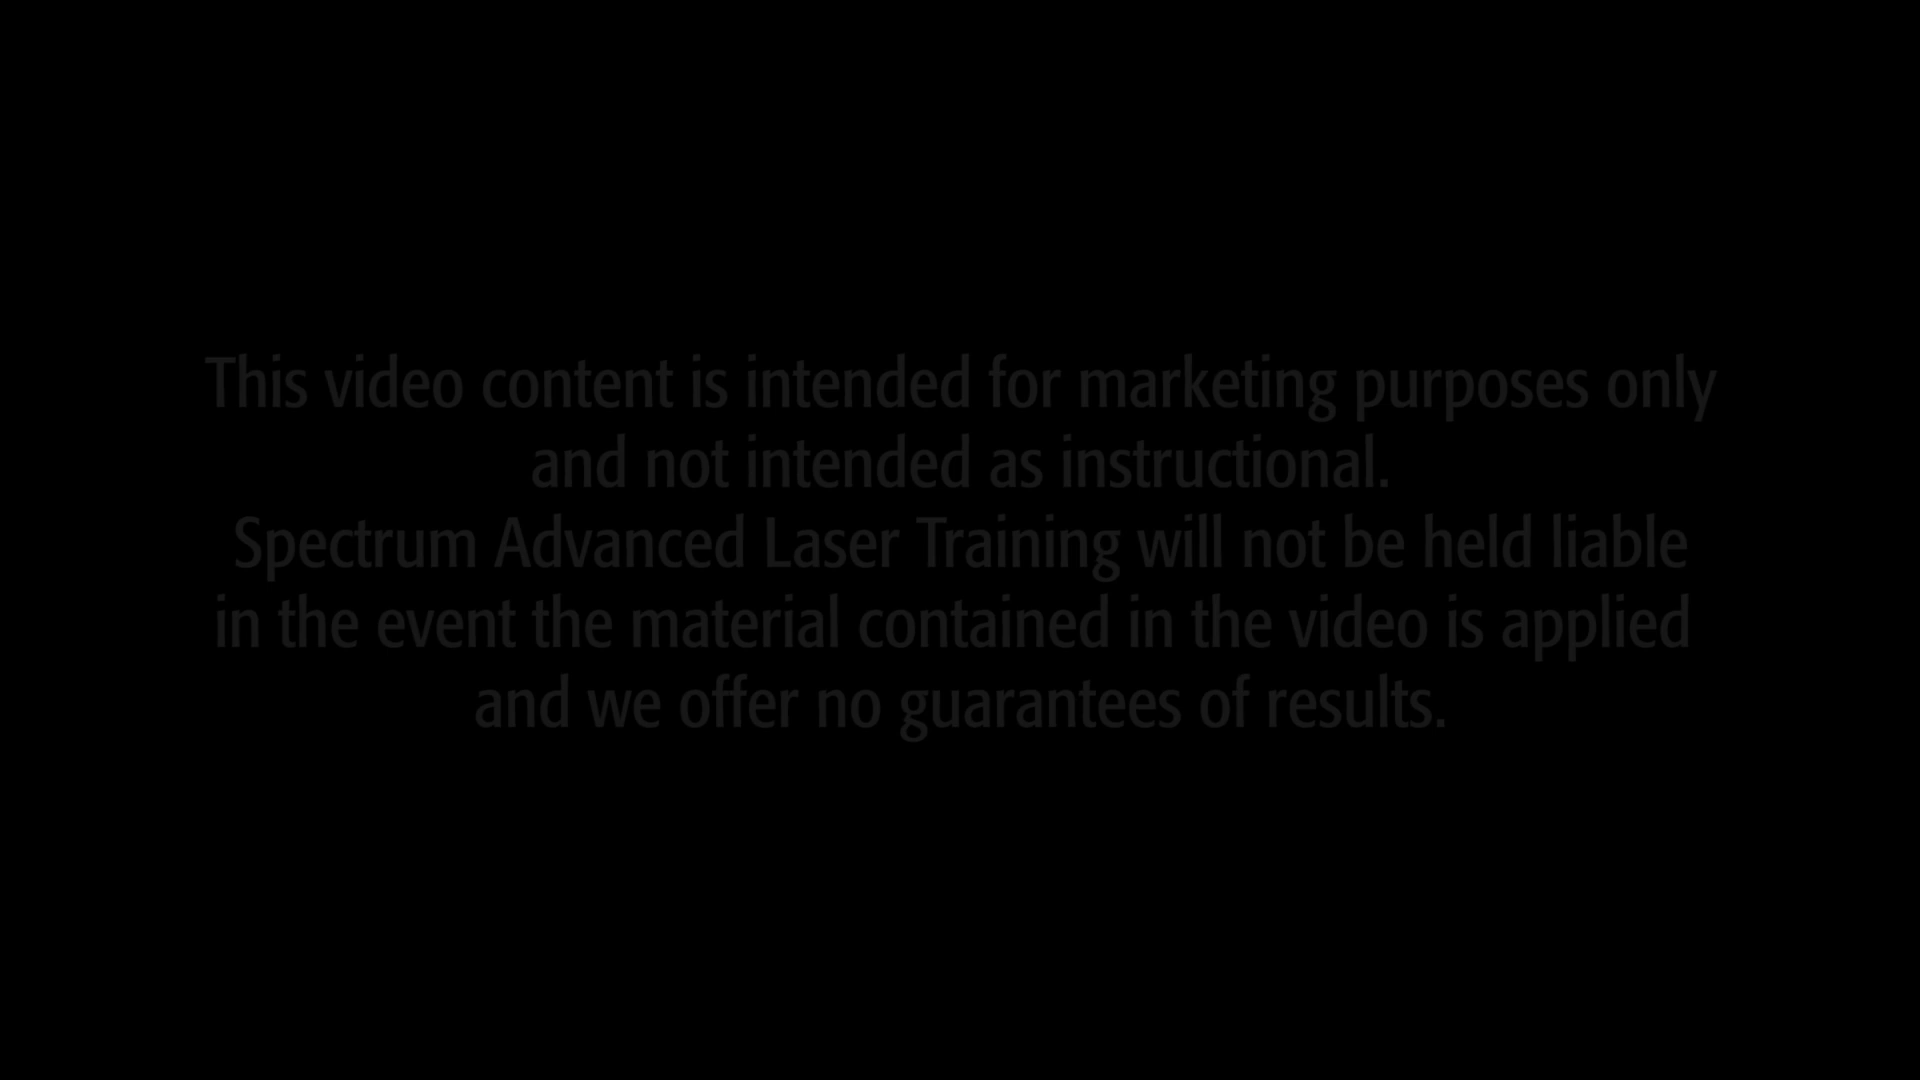 This video content is intended for marketing purposes only
and not intended as instructional.
Spectrum Advanced Laser Training will not be held liable
in the event the material contained in the video is applied
and we offer no guarantees of results.